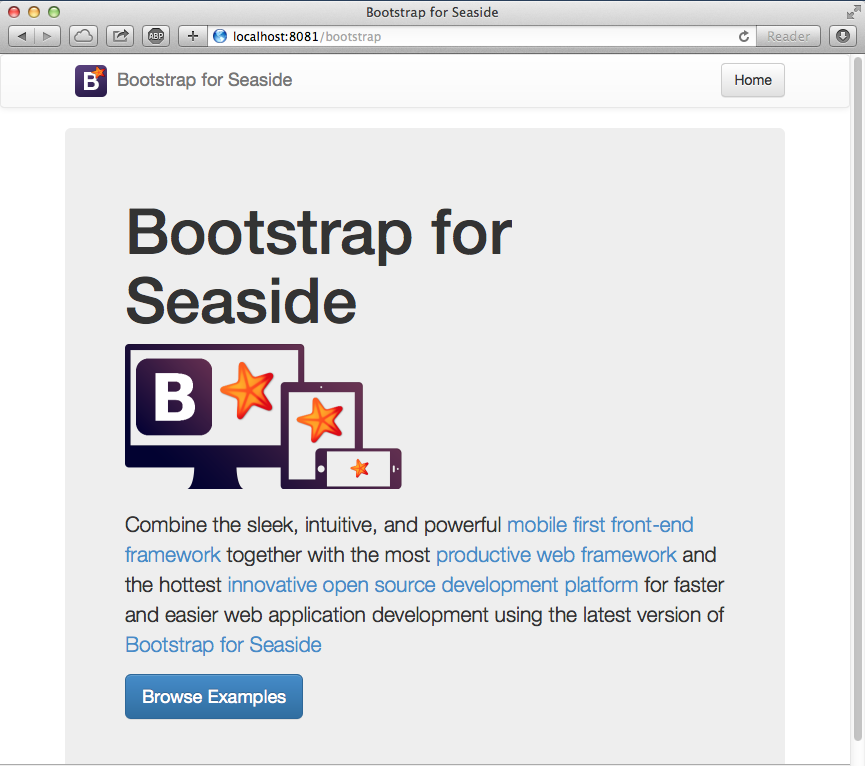 Bootstrap for Seaside
ABP
localhost:8081/bootstrap
Reader
B
Bootstrap for Seaside
Home
Bootstrap for
Seaside
B
Combine the sleek, intuitive, and powerful mobile first front-end
framework together with the most productive web framework and
the hottest innovative open source development platform for faster
and easier web application development using the latest version of
Bootstrap for Seaside
Browse Examples